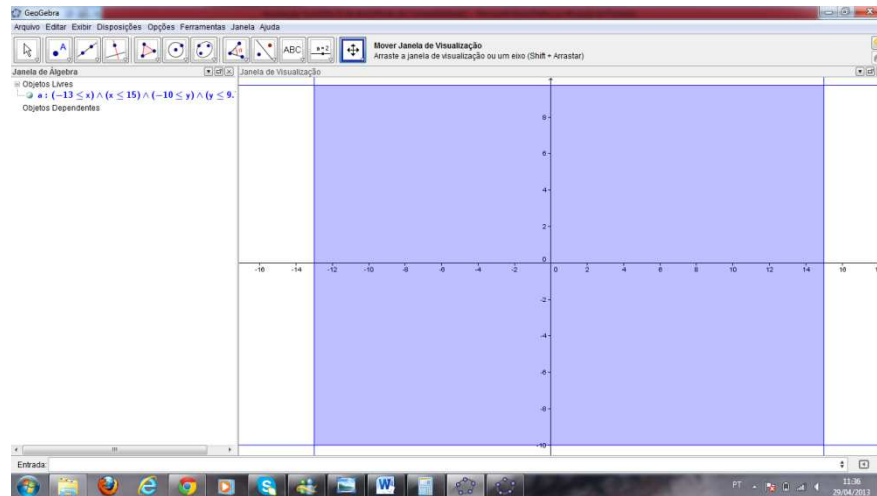 GeoGebra
Arquivo Editar Exibir Disposições Opções Ferramentas Janela Ajuda
ABC
a=2
Mover Janela de Visualização
Arraste a janela de visualização ou um eixo (Shift + Arrastar)
Janela de Álgebra
Janela de Visualização
Objetos Livres
a : (−13 ≤ x) ∧ (x ≤ 15) ∧ (−10 ≤ y) ∧ (y ≤ 9.
Objetos Dependentes
8
6
4
2
0
-16 -14 -12 -10 -8 -6 -4 -2 0 2 4 6 8 10 12 14 16
-2
-4
-6
-8
-10
Entrada:
PT
11:36
29/04/2013